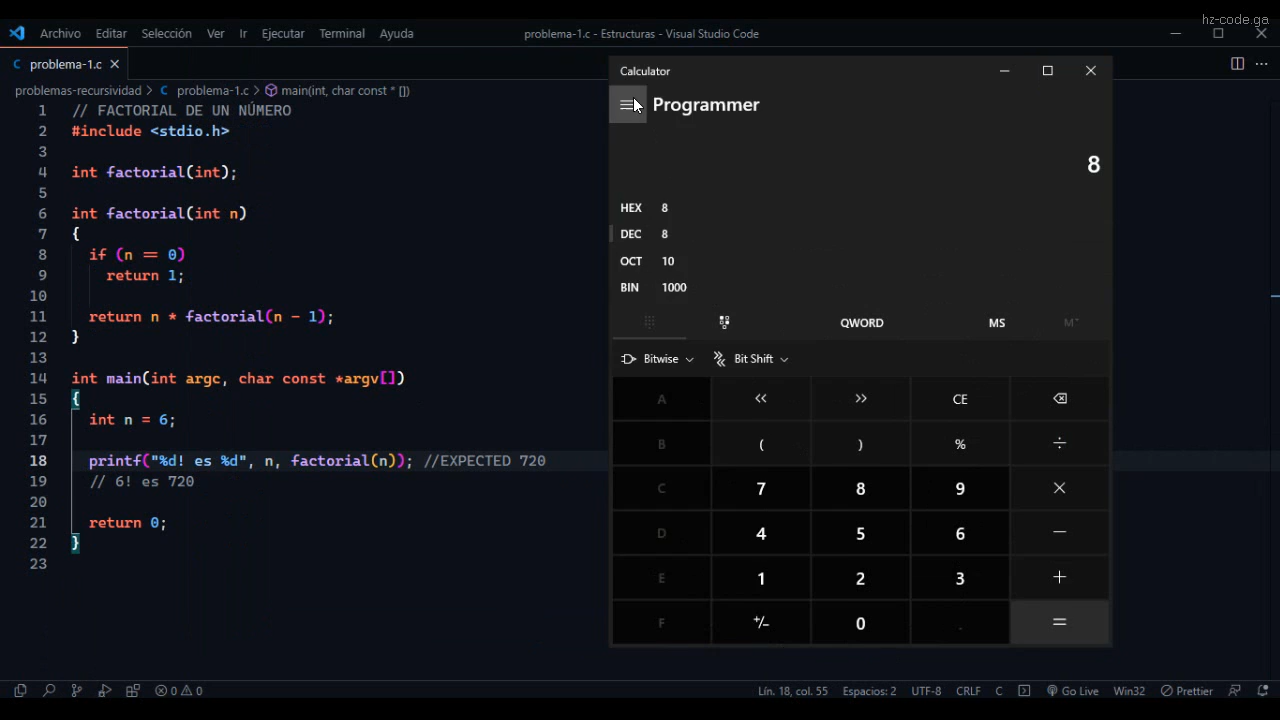 hz-code.ga
Archivo Editar Selección Ver Ir Ejecutar Terminal Ayuda problema-1.c - Estructuras - Visual Studio Code
C problema-1.c
problemas-recursividad > C problema-1.c > main(int, char const * [])
1 // FACTORIAL DE UN NÚMERO
2 #include <stdio.h>
3
4 int factorial(int);
5
6 int factorial(int n)
7 {
8 if (n == 0)
9 return 1;
10
11 return n * factorial(n - 1);
12 }
13
14 int main(int argc, char const *argv[])
15 {
16 int n = 6;
17
18 printf("%d! es %d", n, factorial(n)); //EXPECTED 720
19 // 6! es 720
20
21 return 0;
22 }
23
Calculator
Programmer
8
HEX 8
DEC 8
OCT 10
BIN 1000
QWORD MS M˅
Bitwise Bit Shift
A << >> CE
B ( ) % ÷
C 7 8 9 ×
D 4 5 6 −
E 1 2 3 +
F +/− 0 . =
0 0 Lín. 18, col. 55 Espacios: 2 UTF-8 CRLF C Go Live Win32 Prettier